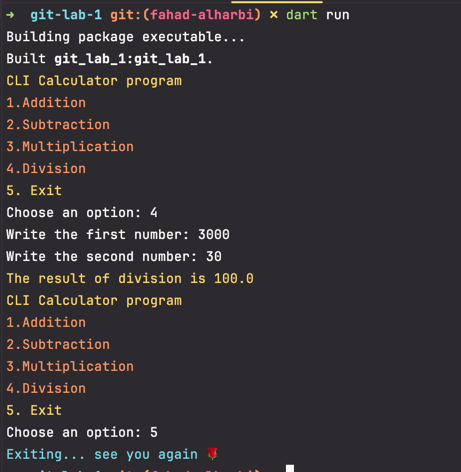 → git-lab-1 git:(fahad-alharbi) × dart run
Building package executable...
Built git_lab_1:git_lab_1.
CLI Calculator program
1.Addition
2.Subtraction
3.Multiplication
4.Division
5. Exit
Choose an option: 4
Write the first number: 3000
Write the second number: 30
The result of division is 100.0
CLI Calculator program
1.Addition
2.Subtraction
3.Multiplication
4.Division
5. Exit
Choose an option: 5
Exiting... see you again 🌹